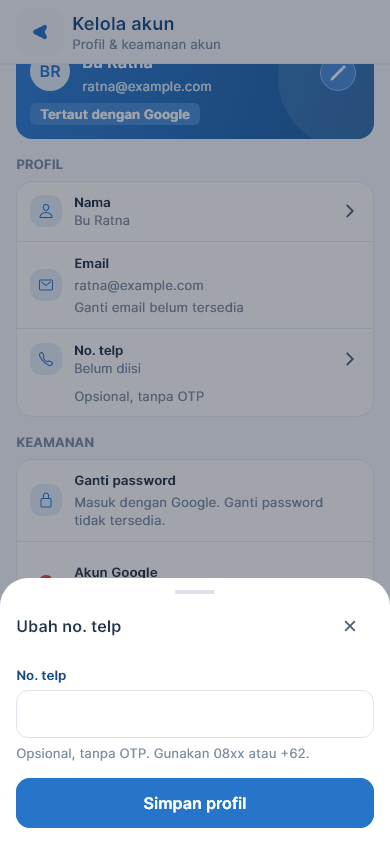 Kelola akun
Profil & keamanan akun
BR
Bu Ratna
ratna@example.com
Tertaut dengan Google
PROFIL
Nama
Bu Ratna
Email
ratna@example.com
Ganti email belum tersedia
No. telp
Belum diisi
Opsional, tanpa OTP
KEAMANAN
Ganti password
Masuk dengan Google. Ganti password
tidak tersedia.
Akun Google
Ubah no. telp
No. telp
Opsional, tanpa OTP. Gunakan 08xx atau +62.
Simpan profil